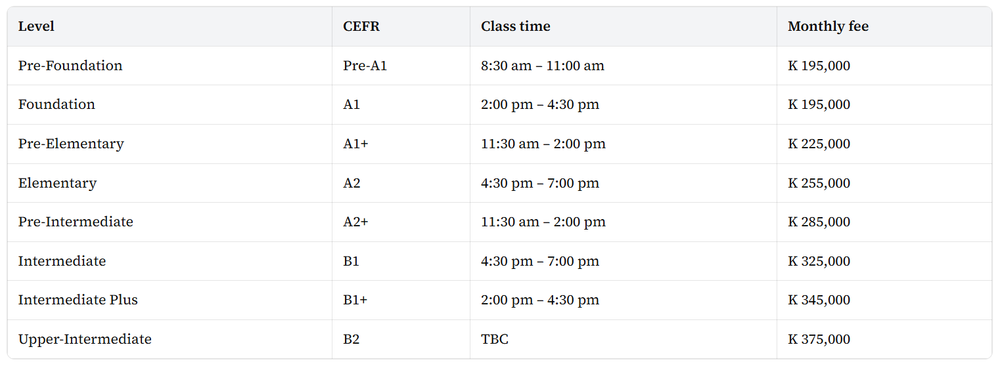 Level CEFR Class time Monthly fee
Pre-Foundation Pre-A1 8:30 am – 11:00 am K 195,000
Foundation A1 2:00 pm – 4:30 pm K 195,000
Pre-Elementary A1+ 11:30 am – 2:00 pm K 225,000
Elementary A2 4:30 pm – 7:00 pm K 255,000
Pre-Intermediate A2+ 11:30 am – 2:00 pm K 285,000
Intermediate B1 4:30 pm – 7:00 pm K 325,000
Intermediate Plus B1+ 2:00 pm – 4:30 pm K 345,000
Upper-Intermediate B2 TBC K 375,000